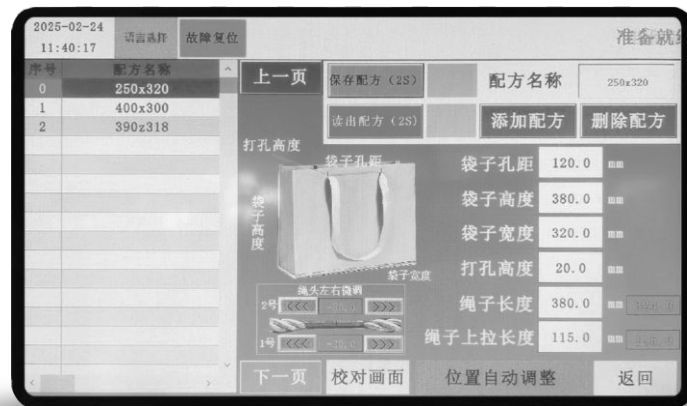 2025-02-24
11:40:17
语言选择
故障复位
准备就绪
序号 配方名称
0 250x320
1 400x300
2 390z318
上一页
保存配方（2S）
配方名称
250x320
读出配方（2S）
添加配方
删除配方
打孔高度
袋子孔距
袋子高度
袋子宽度
袋子孔距 120.0 mm
袋子高度 380.0 mm
袋子宽度 320.0 mm
打孔高度 20.0 mm
绳子长度 380.0 mm
绳子上拉长度 115.0 mm
绳头左右微调
2号 <<< >>>
1号 <<< >>>
下一页
校对画面
位置自动调整
返回